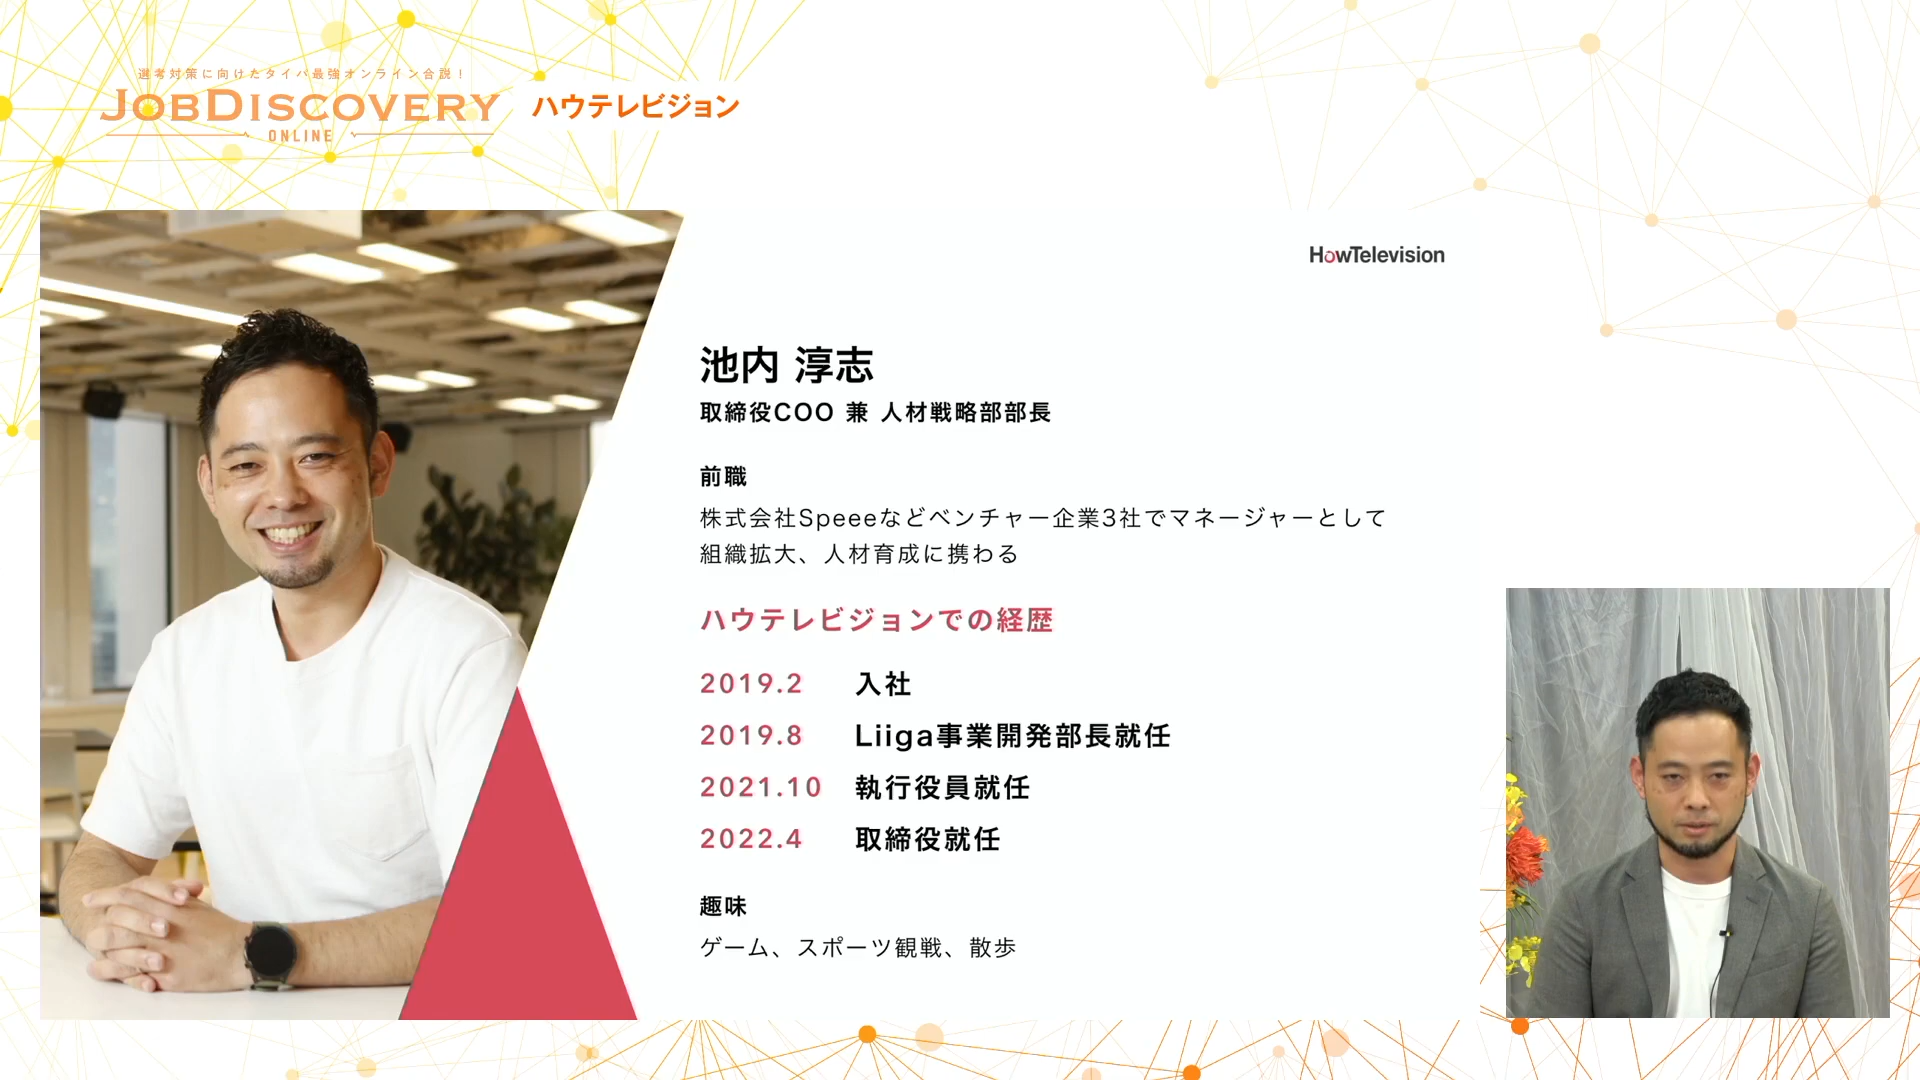 選考対策に向けたタイパ最強オンライン合説！
JOBDISCOVERY
ONLINE
ハウテレビジョン
HowTelevision
池内 淳志
取締役COO 兼 人材戦略部部長
前職
株式会社Speeeなどベンチャー企業3社でマネージャーとして
組織拡大、人材育成に携わる
ハウテレビジョンでの経歴
2019.2 入社
2019.8 Liiga事業開発部長就任
2021.10 執行役員就任
2022.4 取締役就任
趣味
ゲーム、スポーツ観戦、散歩